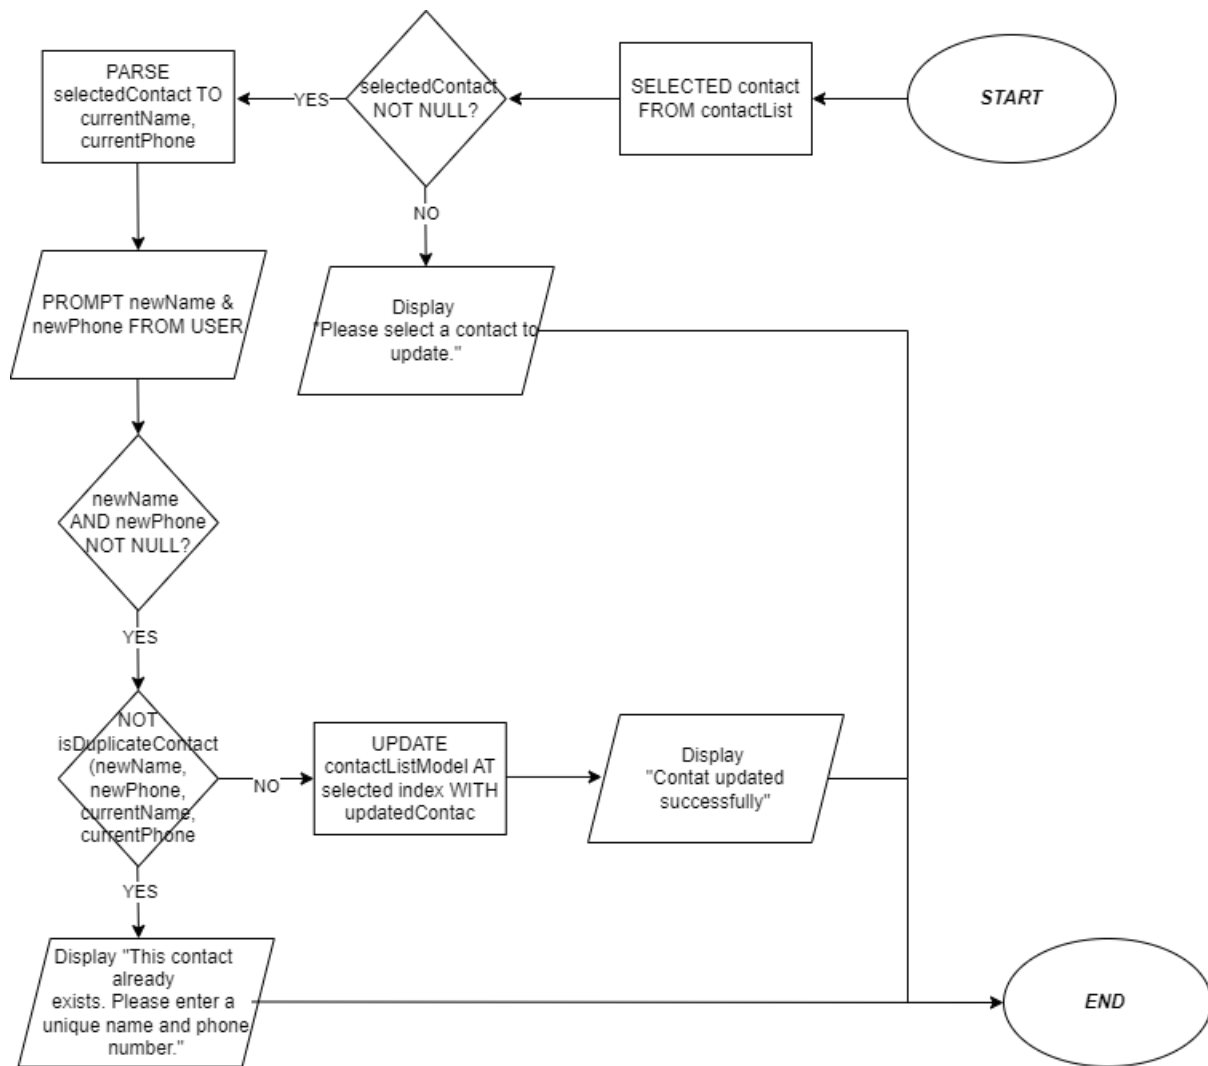 START
SELECTED contact
FROM contactList
selectedContact
NOT NULL?
YES
PARSE
selectedContact TO
currentName,
currentPhone
NO
Display
"Please select a contact to
update."
PROMPT newName &
newPhone FROM USER
newName
AND newPhone
NOT NULL?
YES
NOT
isDuplicateContact
(newName,
newPhone,
currentName,
currentPhone
NO
UPDATE
contactListModel AT
selected index WITH
updatedContac
Display
"Contat updated
successfully"
YES
Display "This contact
already
exists. Please enter a
unique name and phone
number."
END